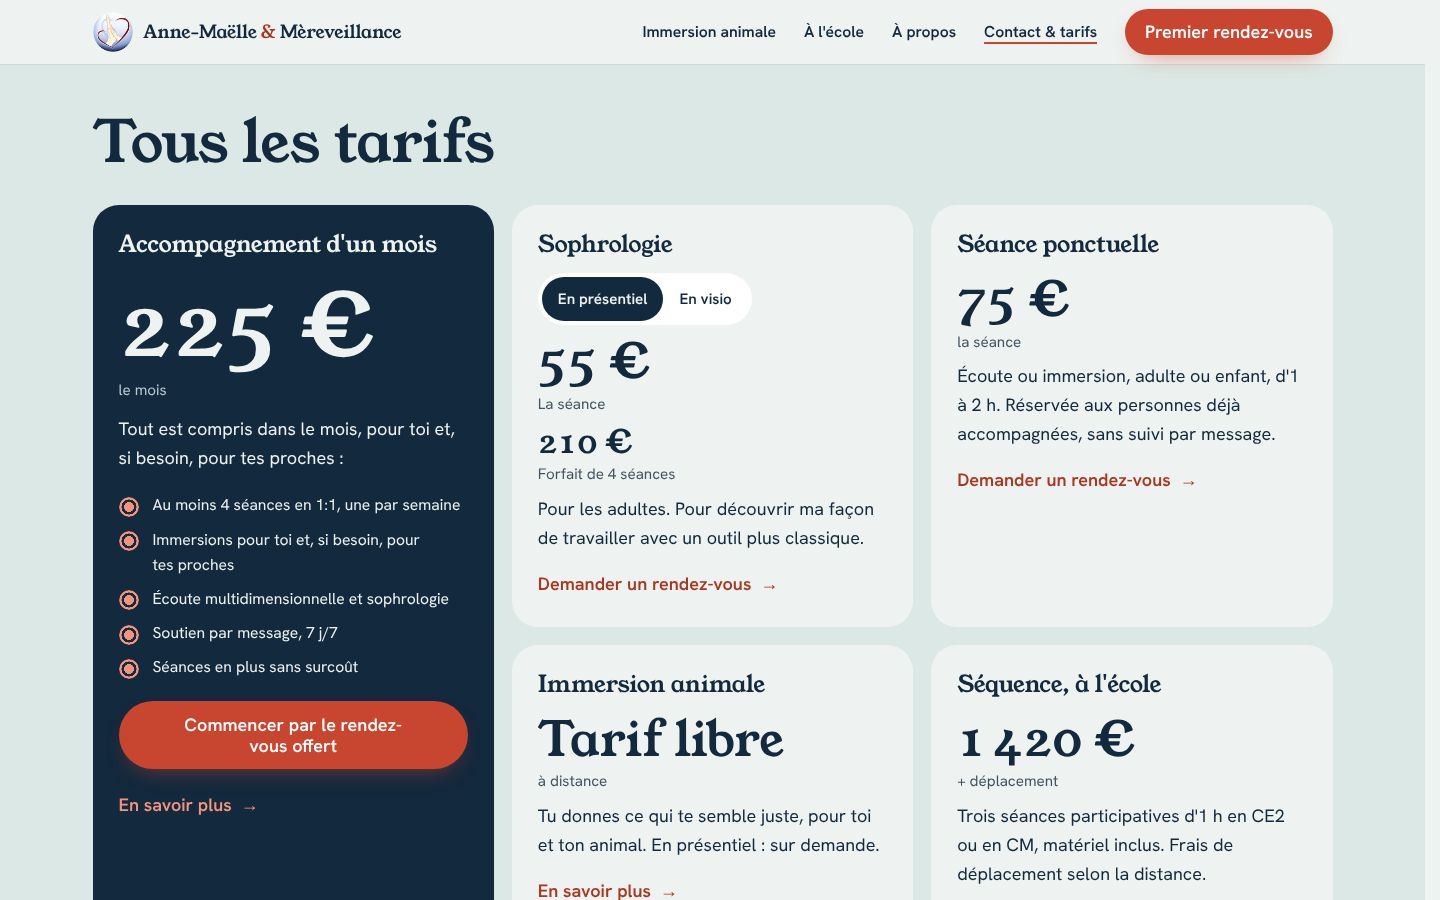 Anne-Maëlle & Mèreveillance
Immersion animale
À l'école
À propos
Contact & tarifs
Premier rendez-vous
Tous les tarifs
Accompagnement d'un mois
225 €
le mois
Tout est compris dans le mois, pour toi et,
si besoin, pour tes proches :
Au moins 4 séances en 1:1, une par semaine
Immersions pour toi et, si besoin, pour
tes proches
Écoute multidimensionnelle et sophrologie
Soutien par message, 7 j/7
Séances en plus sans surcoût
Commencer par le rendez-
vous offert
En savoir plus →
Sophrologie
En présentiel
En visio
55 €
La séance
210 €
Forfait de 4 séances
Pour les adultes. Pour découvrir ma façon
de travailler avec un outil plus classique.
Demander un rendez-vous →
Séance ponctuelle
75 €
la séance
Écoute ou immersion, adulte ou enfant, d'1
à 2 h. Réservée aux personnes déjà
accompagnées, sans suivi par message.
Demander un rendez-vous →
Immersion animale
Tarif libre
à distance
Tu donnes ce qui te semble juste, pour toi
et ton animal. En présentiel : sur demande.
En savoir plus →
Séquence, à l'école
1 420 €
+ déplacement
Trois séances participatives d'1 h en CE2
ou en CM, matériel inclus. Frais de
déplacement selon la distance.